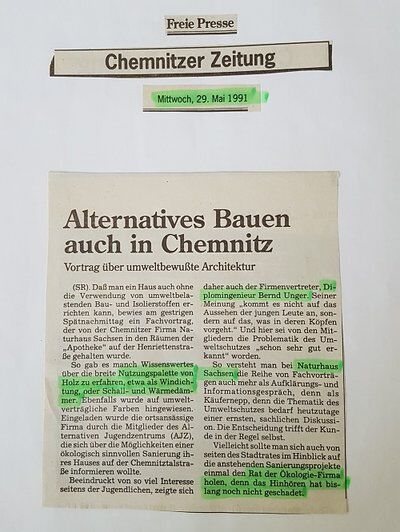 Freie Presse
Chemnitzer Zeitung
Mittwoch, 29. Mai 1991
Alternatives Bauen
auch in Chemnitz
Vortrag über umweltbewußte Architektur
(SR). Daß man ein Haus auch ohne
die Verwendung von umweltbela-
stenden Bau- und Isolierstoffen er-
richten kann, bewies am gestrigen
Spätnachmittag ein Fachvortrag,
der von der Chemnitzer Firma Na-
turhaus Sachsen in den Räumen der
„Apotheke“ auf der Henriettenstra-
ße gehalten wurde.
So gab es manch Wissenswertes
über die breite Nutzungspalette von
Holz zu erfahren, etwa als Windich-
tung, oder Schall- und Wärmedäm-
mer. Ebenfalls wurde auf umwelt-
verträgliche Farben hingewiesen.
Eingeladen wurde die ortsansässige
Firma durch die Mitglieder des Al-
ternativen Jugendzentrums (AJZ),
die sich über die Möglichkeiten einer
ökologisch sinnvollen Sanierung ih-
res Hauses auf der Chemnitztalstra-
ße informieren wollte.
Beeindruckt von so viel Interesse
seitens der Jugendlichen, zeigte sich
daher auch der Firmenvertreter, Di-
plomingenieur Bernd Unger. Seiner
Meinung „kommt es nicht auf das
Aussehen der jungen Leute an, son-
dern auf das, was in deren Köpfen
vorgeht.“ Und hier sei von den Mit-
gliedern die Problematik des Um-
weltschutzes „schon sehr gut er-
kannt“ worden.
So versteht man bei Naturhaus
Sachsen die Reihe von Fachvorträ-
gen auch mehr als Aufklärungs- und
Informationsgespräch, denn als
Käufernepp, denn die Thematik des
Umweltschutzes bedarf heutzutage
einer ernsten, sachlichen Diskussi-
on. Die Entscheidung trifft der Kun-
de in der Regel selbst.
Vielleicht sollte man sich auch von
seiten des Stadtrates im Hinblick auf
die anstehenden Sanierungsprojekte
einmal den Rat der Ökologie-Firma
holen, denn das Hinhören hat bis-
lang noch nicht geschadet.